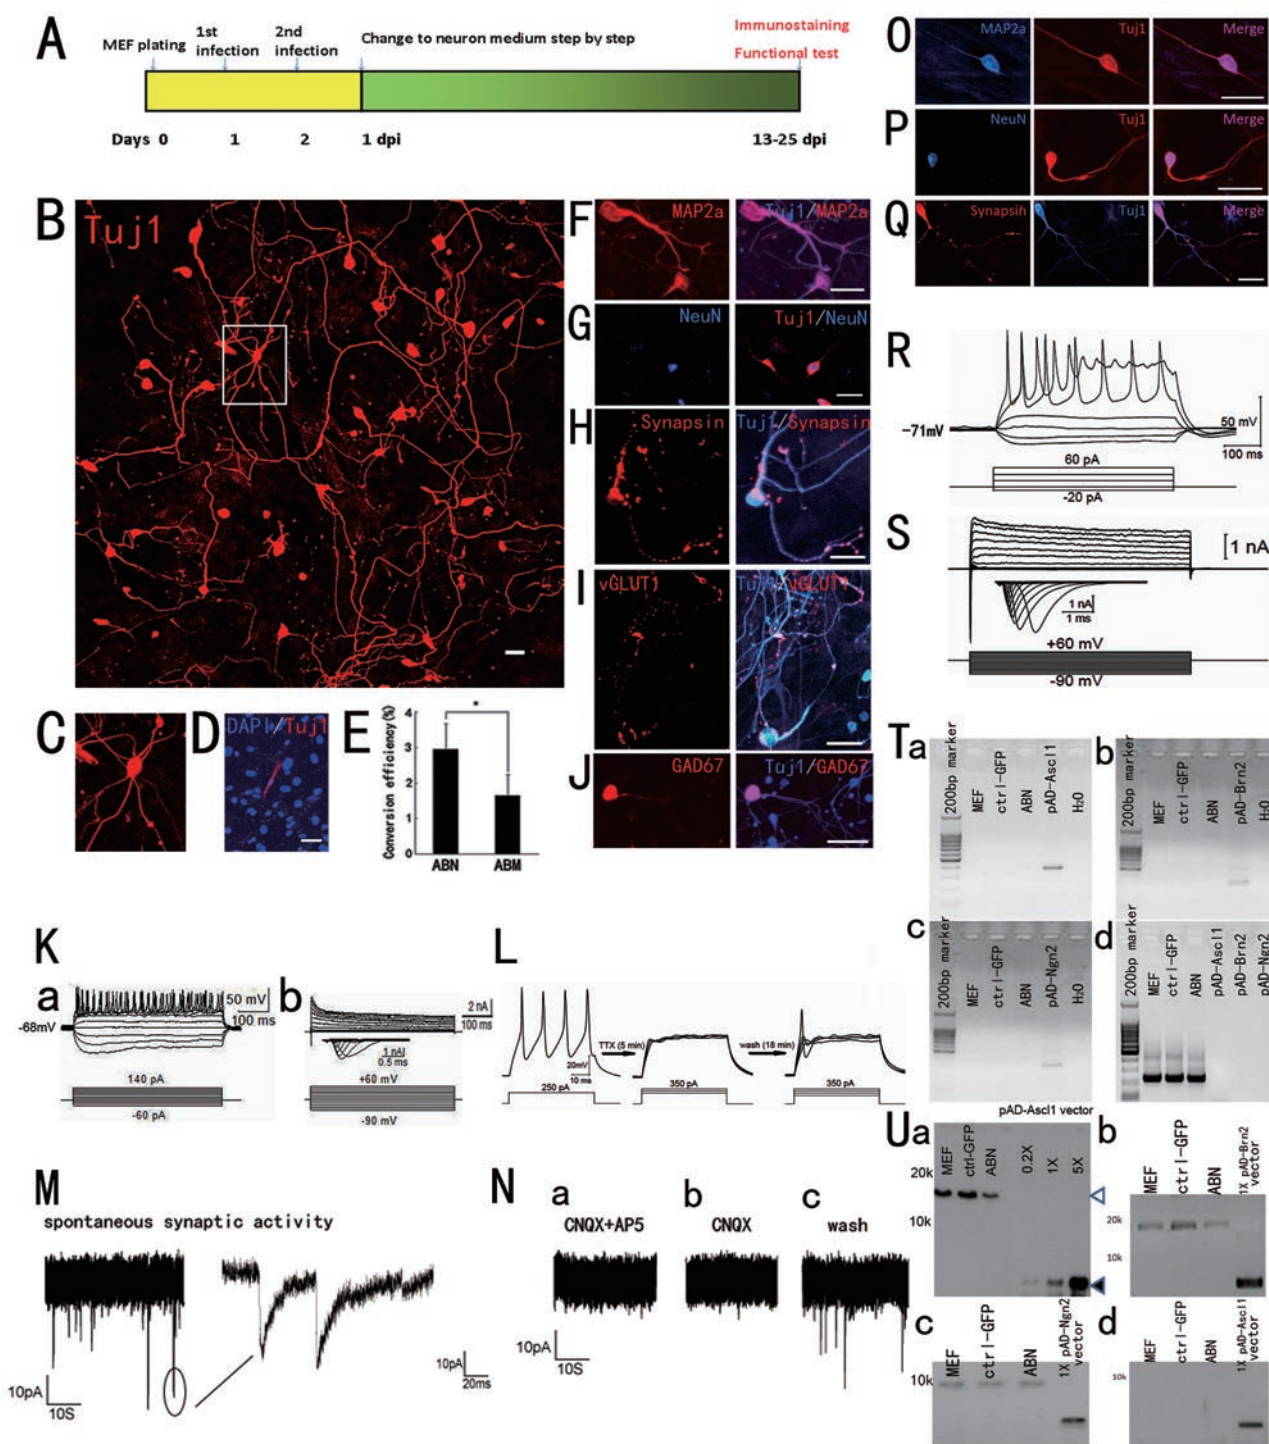 A
MEF plating
1st infection
2nd infection
Change to neuron medium step by step
Immunostaining
Functional test
Days 0
1
2
1 dpi
13-25 dpi
B
Tuj1
C
D
DAPI/Tuj1
E
Conversion efficiency(%)
4
3
2
1
0
*
ABN
ABM
F
MAP2a
Tuj1/MAP2a
G
NeuN
Tuj1/NeuN
H
Synapsin
Tuj1/Synapsin
I
vGLUT1
Tuj1/vGLUT1
J
GAD67
Tuj1/GAD67
K
a
50 mV
100 ms
-68mV
140 pA
-60 pA
b
2 nA
100 ms
1 nA
0.5 ms
+60 mV
-90 mV
L
TTX (5 min)
wash (18 min)
20mV
10 ms
250 pA
350 pA
350 pA
M
spontaneous synaptic activity
10pA
10S
10pA
20ms
N
a
CNQX+AP5
b
CNQX
c
wash
10pA
10S
O
MAP2a
Tuj1
Merge
P
NeuN
Tuj1
Merge
Q
Synapsin
Tuj1
Merge
R
-71mV
50 mV
100 ms
60 pA
-20 pA
S
1 nA
1 nA
1 ms
+60 mV
-90 mV
Ta
200bp marker
MEF
ctrl-GFP
ABN
pAD-Ascl1
H₂O
b
200bp marker
MEF
ctrl-GFP
ABN
pAD-Brn2
H₂O
c
200bp marker
MEF
ctrl-GFP
ABN
pAD-Ngn2
H₂O
d
200bp marker
MEF
ctrl-GFP
ABN
pAD-Ascl1
pAD-Brn2
pAD-Ngn2
Ua
pAD-Ascl1 vector
MEF
ctrl-GFP
ABN
0.2X
1X
5X
20k
10k
b
MEF
ctrl-GFP
ABN
1X pAD-Brn2 vector
20k
10k
c
MEF
ctrl-GFP
ABN
1X pAD-Ngn2 vector
10k
d
MEF
ctrl-GFP
ABN
1X pAD-Ascl1 vector
10k